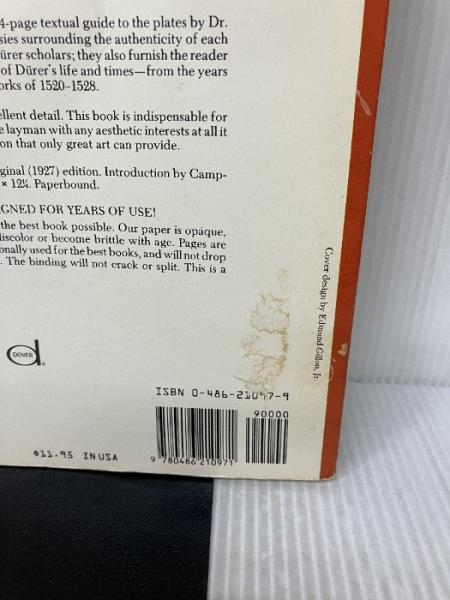 4-page textual guide to the plates by Dr.
sies surrounding the authenticity of each
ürer scholars; they also furnish the reader
of Dürer's life and times—from the years
orks of 1520–1528.
ellent detail. This book is indispensable for
e layman with any aesthetic interests at all it
on that only great art can provide.
ginal (1927) edition. Introduction by Camp-
× 12¼. Paperbound.
GNED FOR YEARS OF USE!
the best book possible. Our paper is opaque,
discolor or become brittle with age. Pages are
onally used for the best books, and will not drop
. The binding will not crack or split. This is a
Cover design by Edmund Gillon, Jr.
DOVER
ISBN 0-486-21097-9
90000
9 780486 210971
$11.95 IN USA